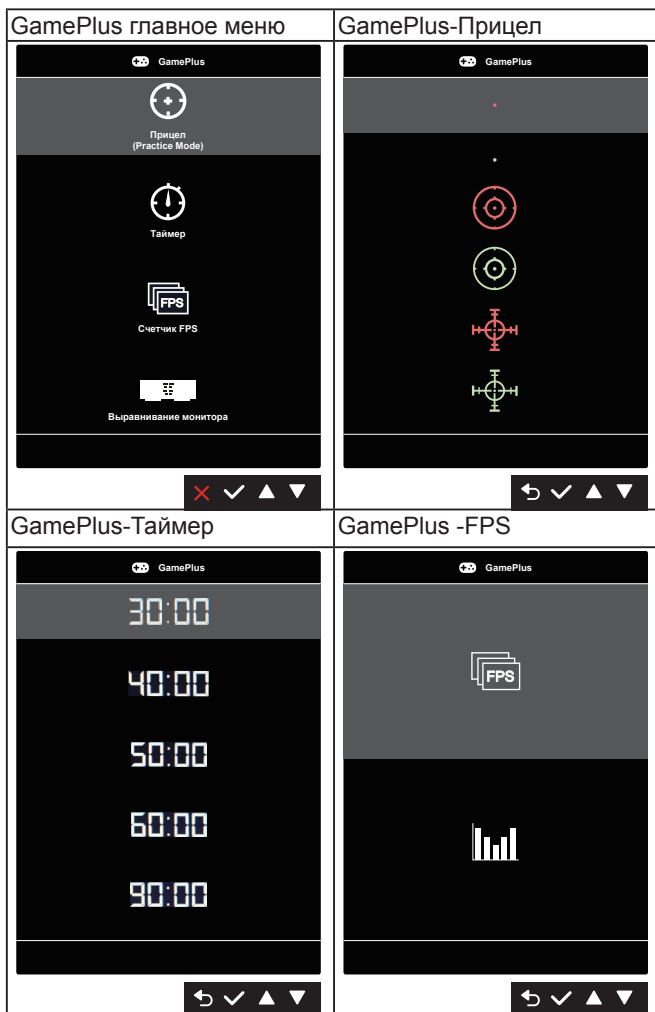 GamePlus главное меню
GamePlus
Прицел
(Practice Mode)
Таймер
FPS
Счетчик FPS
Выравнивание монитора
GamePlus-Прицел
GamePlus
GamePlus-Таймер
GamePlus
30:00
40:00
50:00
60:00
90:00
GamePlus -FPS
GamePlus
FPS